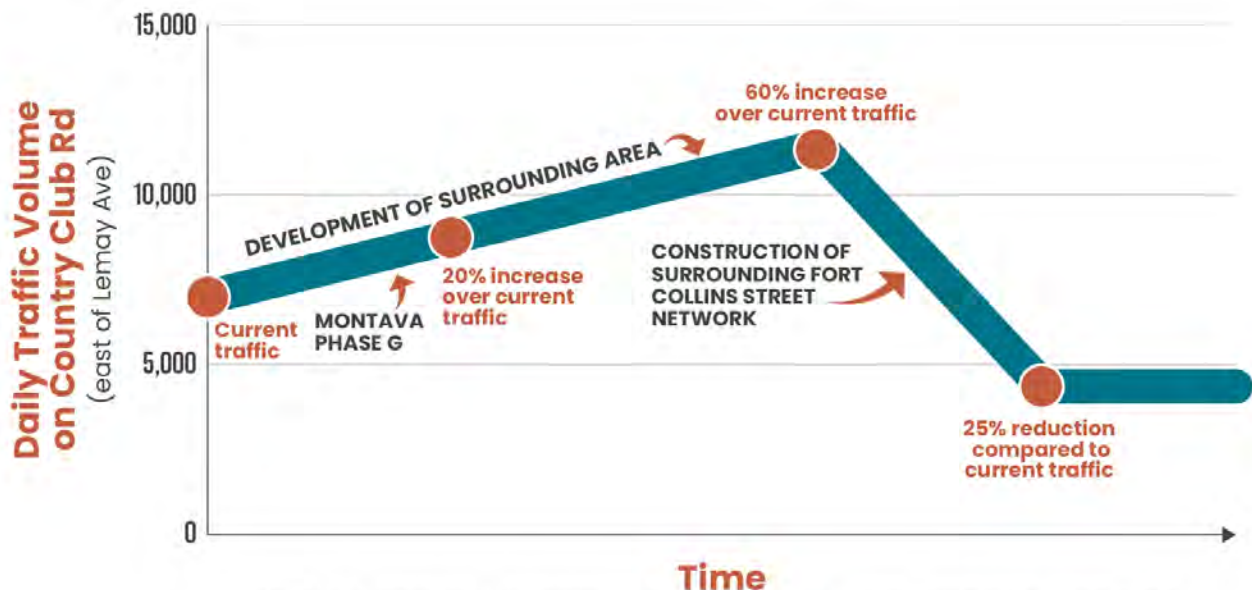 Daily Traffic Volume
on Country Club Rd
(east of Lemay Ave)
15,000
10,000
5,000
0
Current
traffic
DEVELOPMENT OF SURROUNDING AREA
MONTAVA
PHASE G
20% increase
over current
traffic
60% increase
over current traffic
CONSTRUCTION OF
SURROUNDING FORT
COLLINS STREET
NETWORK
25% reduction
compared to
current traffic
Time